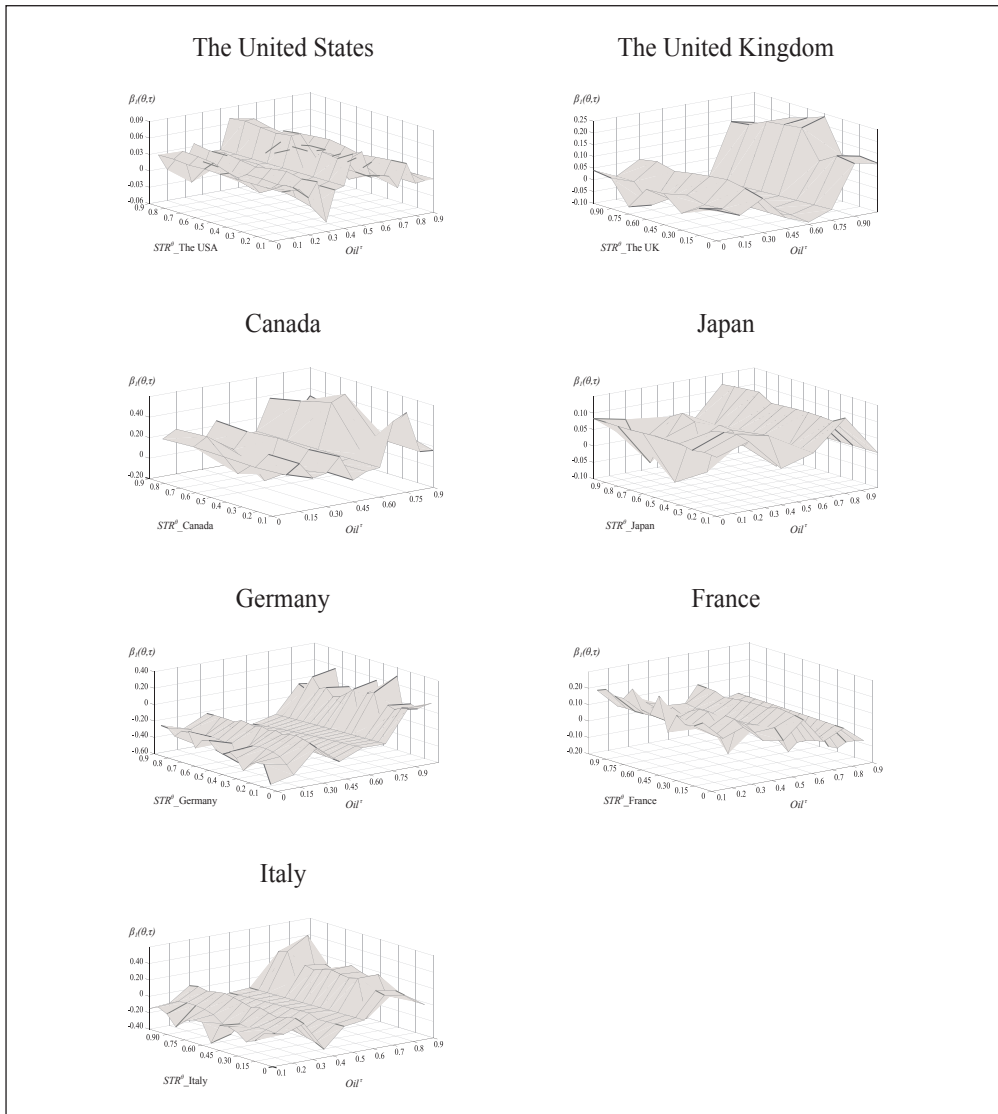 The United States
β₁(θ,τ)
0.09
0.06
0.03
0
-0.03
-0.06
0.9
0.8
0.7
0.6
0.5
0.4
0.3
0.2
0.1
STRᶿ_The USA
0 0.1 0.2 0.3 0.4 0.5 0.6 0.7 0.8 0.9
Oilᵗ
The United Kingdom
β₁(θ,τ)
0.25
0.20
0.15
0.10
0.05
0
-0.05
-0.10
0.90
0.75
0.60
0.45
0.30
0.15
0
STRᶿ_The UK
0 0.15 0.30 0.45 0.60 0.75 0.90
Oilᵗ
Canada
β₁(θ,τ)
0.40
0.20
0
-0.20
0.9
0.8
0.7
0.6
0.5
0.4
0.3
0.2
0.1
STRᶿ_Canada
0 0.15 0.30 0.45 0.60 0.75 0.9
Oilᵗ
Japan
β₁(θ,τ)
0.10
0.05
0
-0.05
-0.10
0.9
0.8
0.7
0.6
0.5
0.4
0.3
0.2
0.1
STRᶿ_Japan
0 0.1 0.2 0.3 0.4 0.5 0.6 0.7 0.8 0.9
Oilᵗ
Germany
β₁(θ,τ)
0.40
0.20
0
-0.20
-0.40
-0.60
0.9
0.8
0.7
0.6
0.5
0.4
0.3
0.2
0.1
0
STRᶿ_Germany
0 0.15 0.30 0.45 0.60 0.75 0.9
Oilᵗ
France
β₁(θ,τ)
0.20
0.10
0
-0.10
-0.20
0.9
0.75
0.60
0.45
0.30
0.15
0
STRᶿ_France
0.1 0.2 0.3 0.4 0.5 0.6 0.7 0.8 0.9
Oilᵗ
Italy
β₁(θ,τ)
0.40
0.20
0
-0.20
-0.40
0.90
0.75
0.60
0.45
0.30
0.15
0
STRᶿ_Italy
0.1 0.2 0.3 0.4 0.5 0.6 0.7 0.8 0.9
Oilᵗ